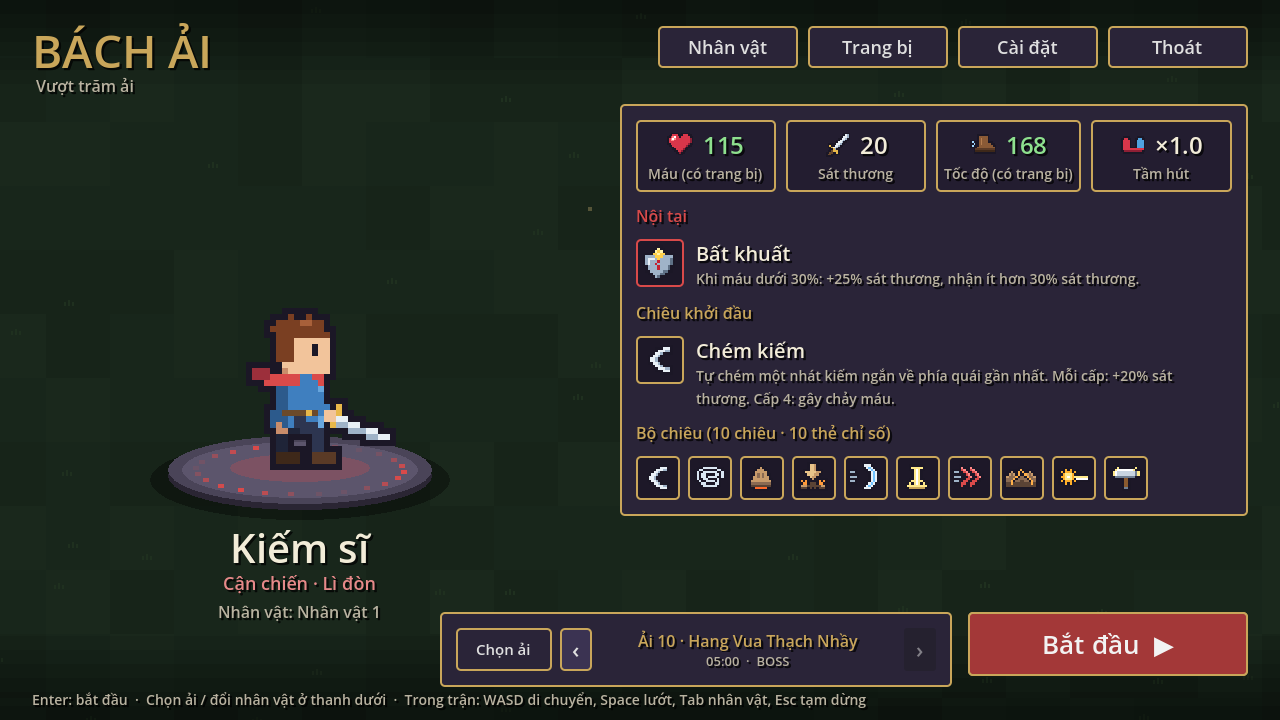 BÁCH ẢI
Vượt trăm ải
Nhân vật
Trang bị
Cài đặt
Thoát
115
Máu (có trang bị)
20
Sát thương
168
Tốc độ (có trang bị)
×1.0
Tầm hút
Nội tại
Bất khuất
Khi máu dưới 30%: +25% sát thương, nhận ít hơn 30% sát thương.
Chiêu khởi đầu
Chém kiếm
Tự chém một nhát kiếm ngắn về phía quái gần nhất. Mỗi cấp: +20% sát
thương. Cấp 4: gây chảy máu.
Bộ chiêu (10 chiêu · 10 thẻ chỉ số)
Kiếm sĩ
Cận chiến · Lì đòn
Nhân vật: Nhân vật 1
Chọn ải
‹
Ải 10 · Hang Vua Thạch Nhầy
05:00 · BOSS
›
Bắt đầu ▶
Enter: bắt đầu · Chọn ải / đổi nhân vật ở thanh dưới · Trong trận: WASD di chuyển, Space lướt, Tab nhân vật, Esc tạm dừng